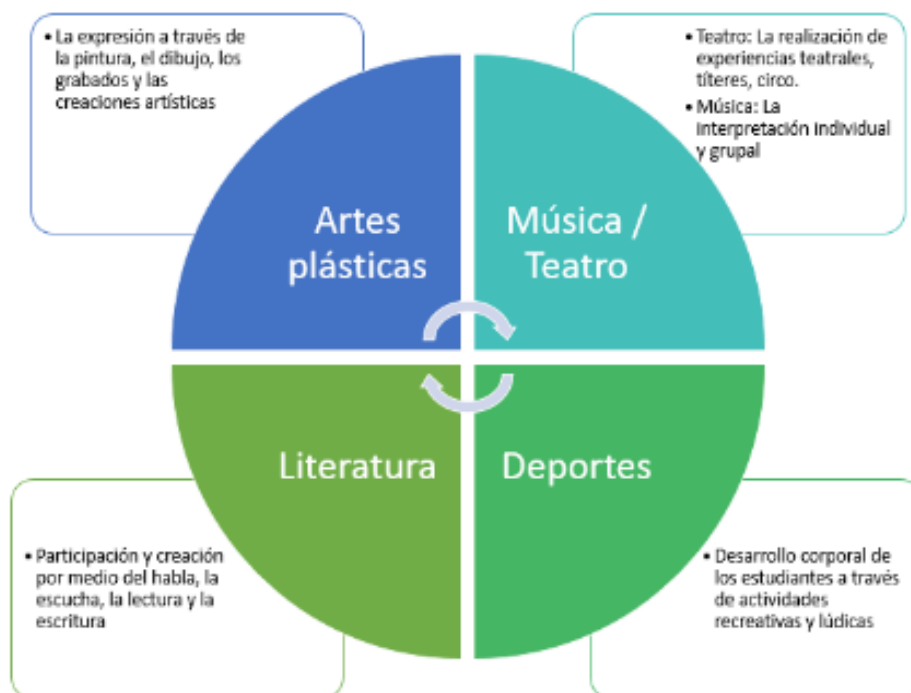 • La expresión a través de
la pintura, el dibujo, los
grabados y las
creaciones artísticas
• Teatro: La realización de
experiencias teatrales,
títeres, circo.
• Música: La
interpretación individual
y grupal
Artes
plásticas
Música /
Teatro
Literatura
Deportes
• Participación y creación
por medio del habla, la
escucha, la lectura y la
escritura
• Desarrollo corporal de
los estudiantes a través
de actividades
recreativas y lúdicas